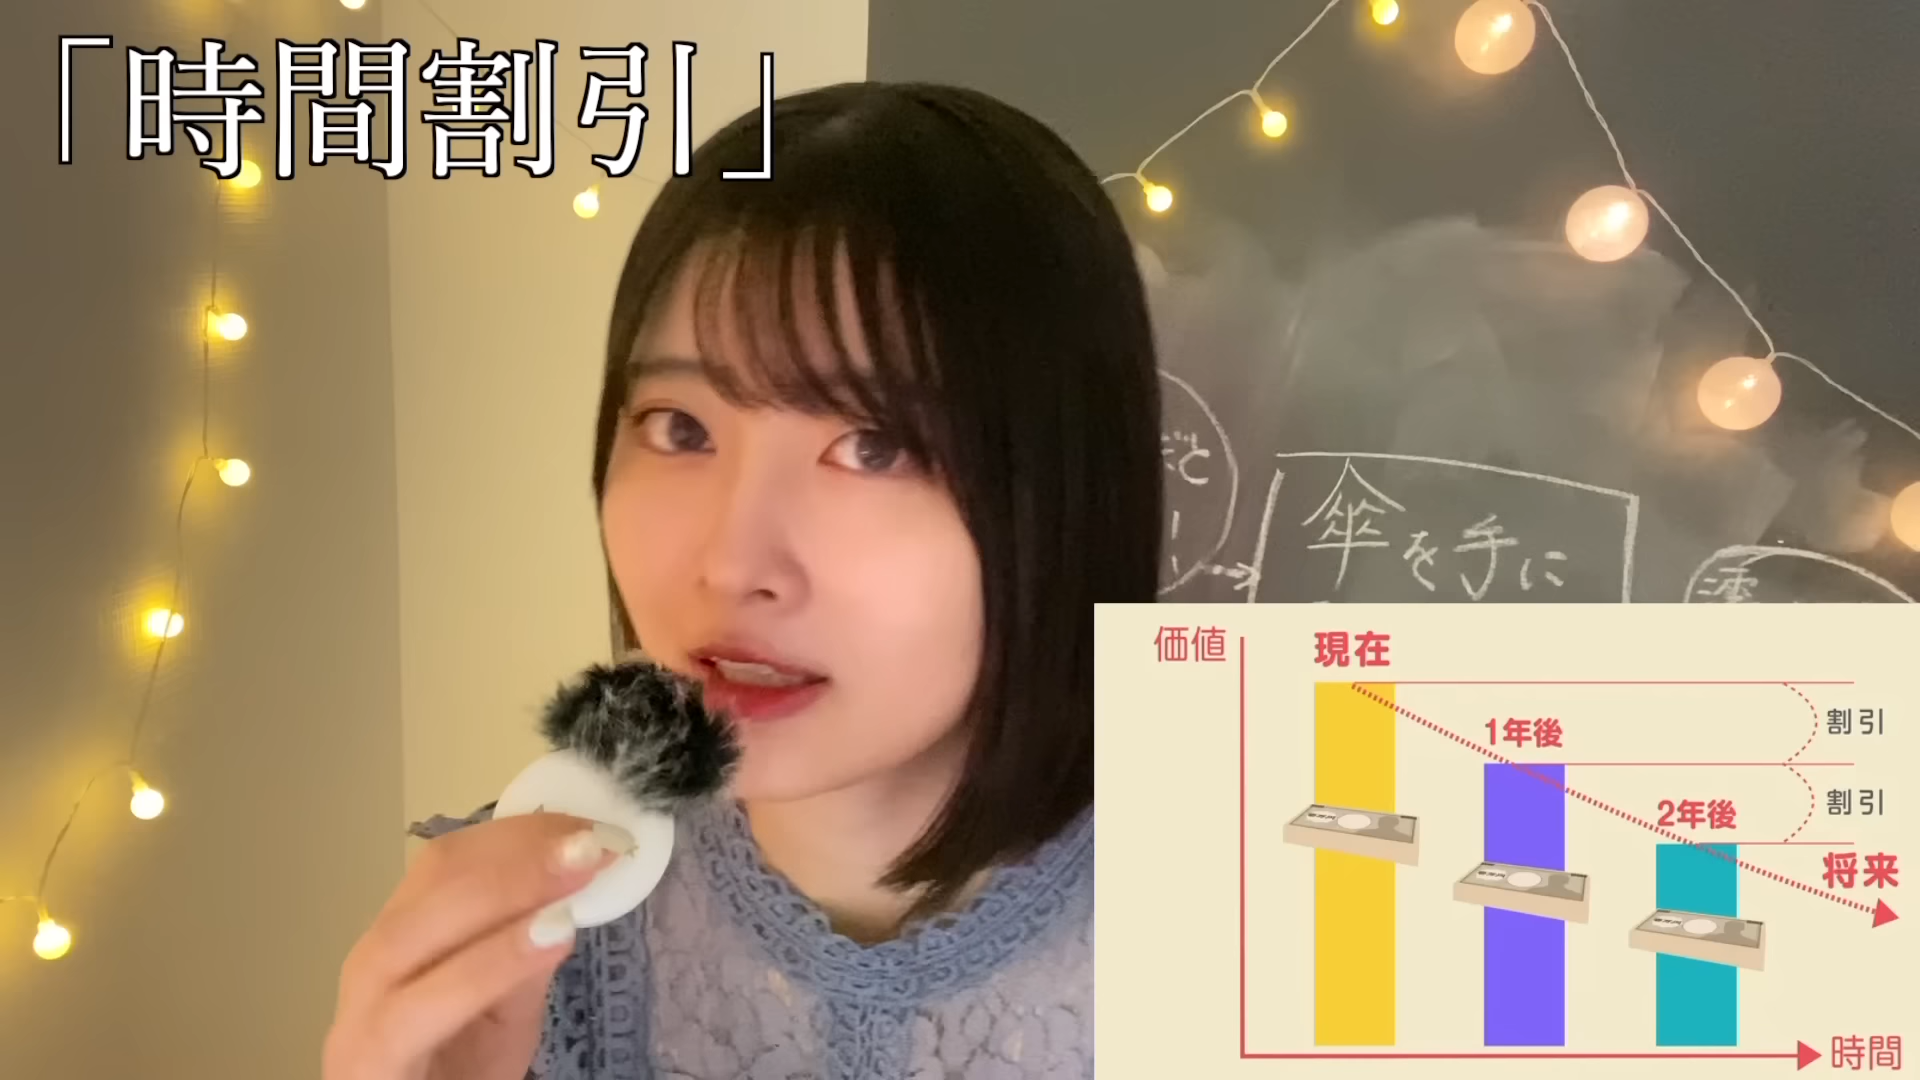 「時間割引」
ど
傘を手に
価値
現在
割引
1年後
割引
2年後
将来
時間